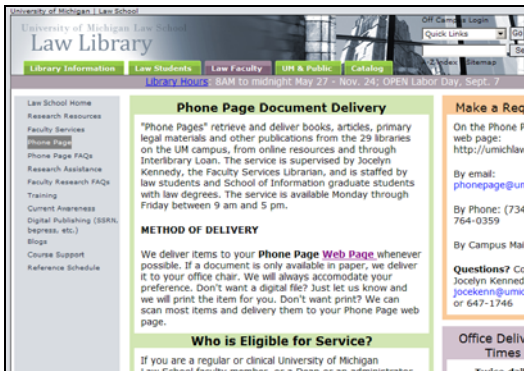 University of Michigan | Law School
University of Michigan Law School
Law Library
Off Campus Login
Quick Links
Go
A-Z Index Sitemap
Library Information
Law Students
Law Faculty
UM & Public
Catalog
Library Hours: 8AM to midnight May 27 - Nov. 24; OPEN Labor Day, Sept. 7
Law School Home
Research Resources
Faculty Services
Phone Page
Phone Page FAQs
Research Assistance
Faculty Research FAQs
Training
Current Awareness
Digital Publishing (SSRN,
bepress, etc.)
Blogs
Course Support
Reference Schedule
Phone Page Document Delivery
"Phone Pages" retrieve and deliver books, articles, primary
legal materials and other publications from the 29 libraries
on the UM campus, from online resources and through
Interlibrary Loan. The service is supervised by Jocelyn
Kennedy, the Faculty Services Librarian, and is staffed by
law students and School of Information graduate students
with law degrees. The service is available Monday through
Friday between 9 am and 5 pm.
METHOD OF DELIVERY
We deliver items to your Phone Page Web Page whenever
possible. If a document is only available in paper, we deliver
it to your office chair. We will always accomodate your
preference. Don't want a digital file? Just let us know and
we will print the item for you. Don't want print? We can
scan most items and delivery them to your Phone Page web
page.
Who is Eligible for Service?
If you are a regular or clinical University of Michigan
Law School faculty member, or a Dean or an administrator
Make a Req
On the Phone P
web page:
http://umichlaw
By email:
phonepage@um
By Phone: (734
764-0359
By Campus Mai
Questions? Co
Jocelyn Kenned
jocekenn@umic
or 647-1746
Office Deliv
Times
Twice deli